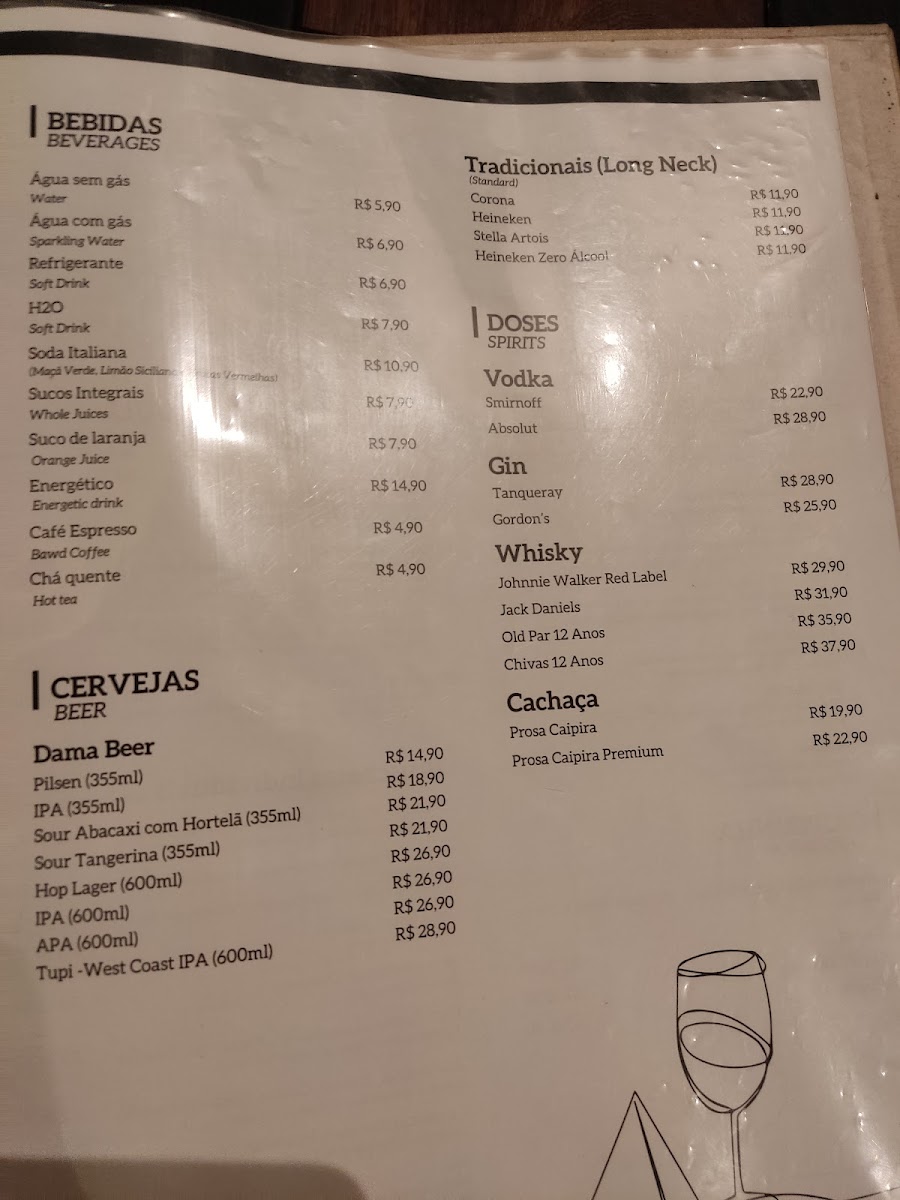 BEBIDAS
BEVERAGES
Água sem gás
Water R$ 5,90
Água com gás
Sparkling Water R$ 6,90
Refrigerante
Soft Drink R$ 6,90
H2O
Soft Drink R$ 7,90
Soda Italiana R$ 10,90
(Maçã Verde, Limão Siciliano Vermelhas)
Sucos Integrais R$ 7,90
Whole Juices
Suco de laranja R$ 7,90
Orange Juice
Energético R$ 14,90
Energetic drink
Café Espresso R$ 4,90
Bawd Coffee
Chá quente R$ 4,90
Hot tea
CERVEJAS
BEER
Dama Beer
Pilsen (355ml) R$ 14,90
IPA (355ml) R$ 18,90
Sour Abacaxi com Hortelã (355ml) R$ 21,90
Sour Tangerina (355ml) R$ 21,90
Hop Lager (600ml) R$ 26,90
IPA (600ml) R$ 26,90
APA (600ml) R$ 26,90
Tupi -West Coast IPA (600ml) R$ 28,90
Tradicionais (Long Neck)
(Standard)
Corona R$ 11,90
Heineken R$ 11,90
Stella Artois
Heineken Zero Álcool R$ 11,90
DOSES
SPIRITS
Vodka
Smirnoff R$ 22,90
Absolut R$ 28,90
Gin
Tanqueray R$ 28,90
Gordon's R$ 25,90
Whisky
Johnnie Walker Red Label R$ 29,90
Jack Daniels R$ 31,90
Old Par 12 Anos R$ 35,90
Chivas 12 Anos R$ 37,90
Cachaça
Prosa Caipira R$ 19,90
Prosa Caipira Premium R$ 22,90